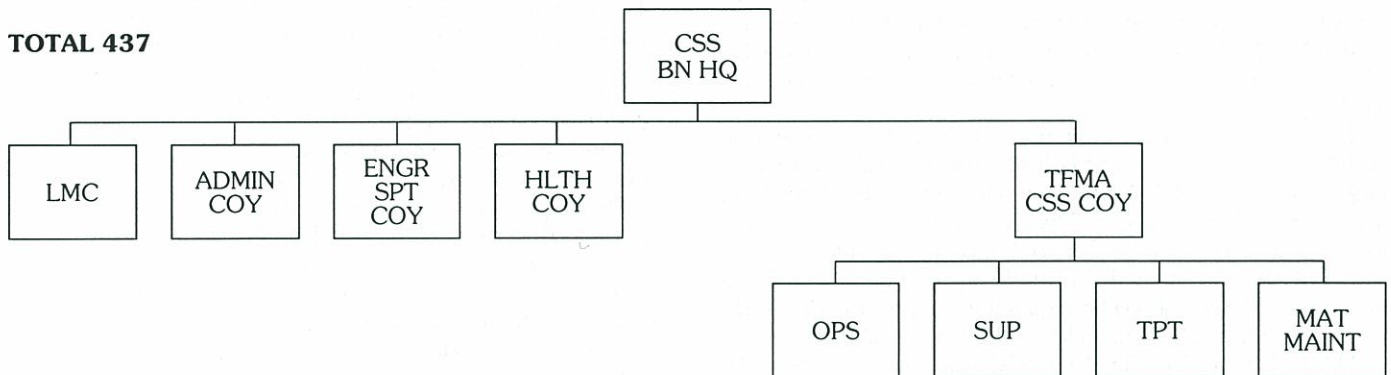 TOTAL 437
CSS
BN HQ
LMC
ADMIN
COY
ENGR
SPT
COY
HLTH
COY
TFMA
CSS COY
OPS
SUP
TPT
MAT
MAINT